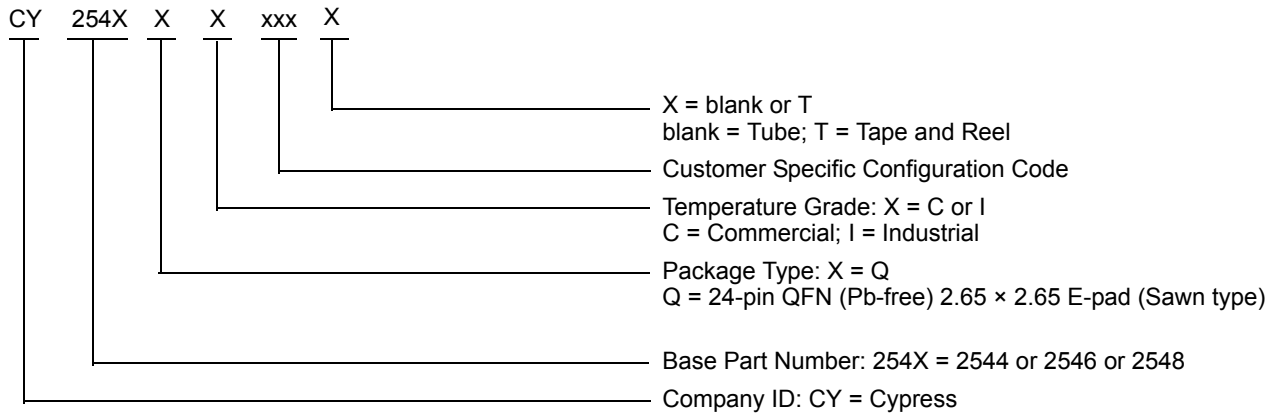 CY 254X X X xxx X
X = blank or T
blank = Tube; T = Tape and Reel
Customer Specific Configuration Code
Temperature Grade: X = C or I
C = Commercial; I = Industrial
Package Type: X = Q
Q = 24-pin QFN (Pb-free) 2.65 × 2.65 E-pad (Sawn type)
Base Part Number: 254X = 2544 or 2546 or 2548
Company ID: CY = Cypress